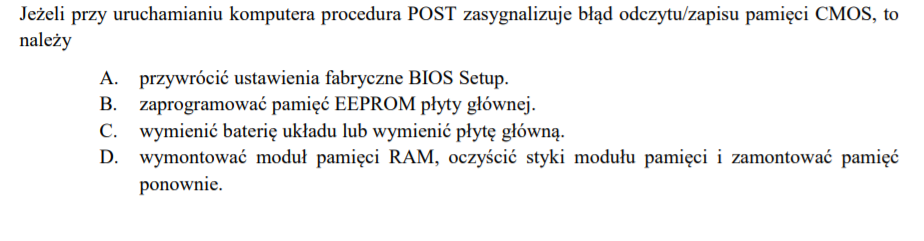 Jeżeli przy uruchamianiu komputera procedura POST zasygnalizuje błąd odczytu/zapisu pamięci CMOS, to
należy
A. przywrócić ustawienia fabryczne BIOS Setup.
B. zaprogramować pamięć EEPROM płyty głównej.
C. wymienić baterię układu lub wymienić płytę główną.
D. wymontować moduł pamięci RAM, oczyścić styki modułu pamięci i zamontować pamięć
ponownie.